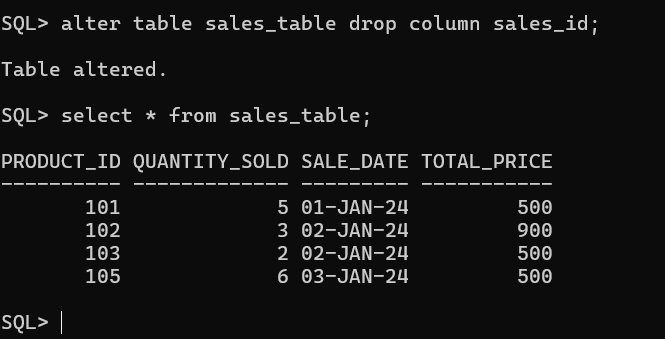 SQL> alter table sales_table drop column sales_id;
Table altered.
SQL> select * from sales_table;
PRODUCT_ID QUANTITY_SOLD SALE_DATE TOTAL_PRICE
---------- ------------- --------- -----------
       101             5 01-JAN-24         500
       102             3 02-JAN-24         900
       103             2 02-JAN-24         500
       105             6 03-JAN-24         500
SQL>